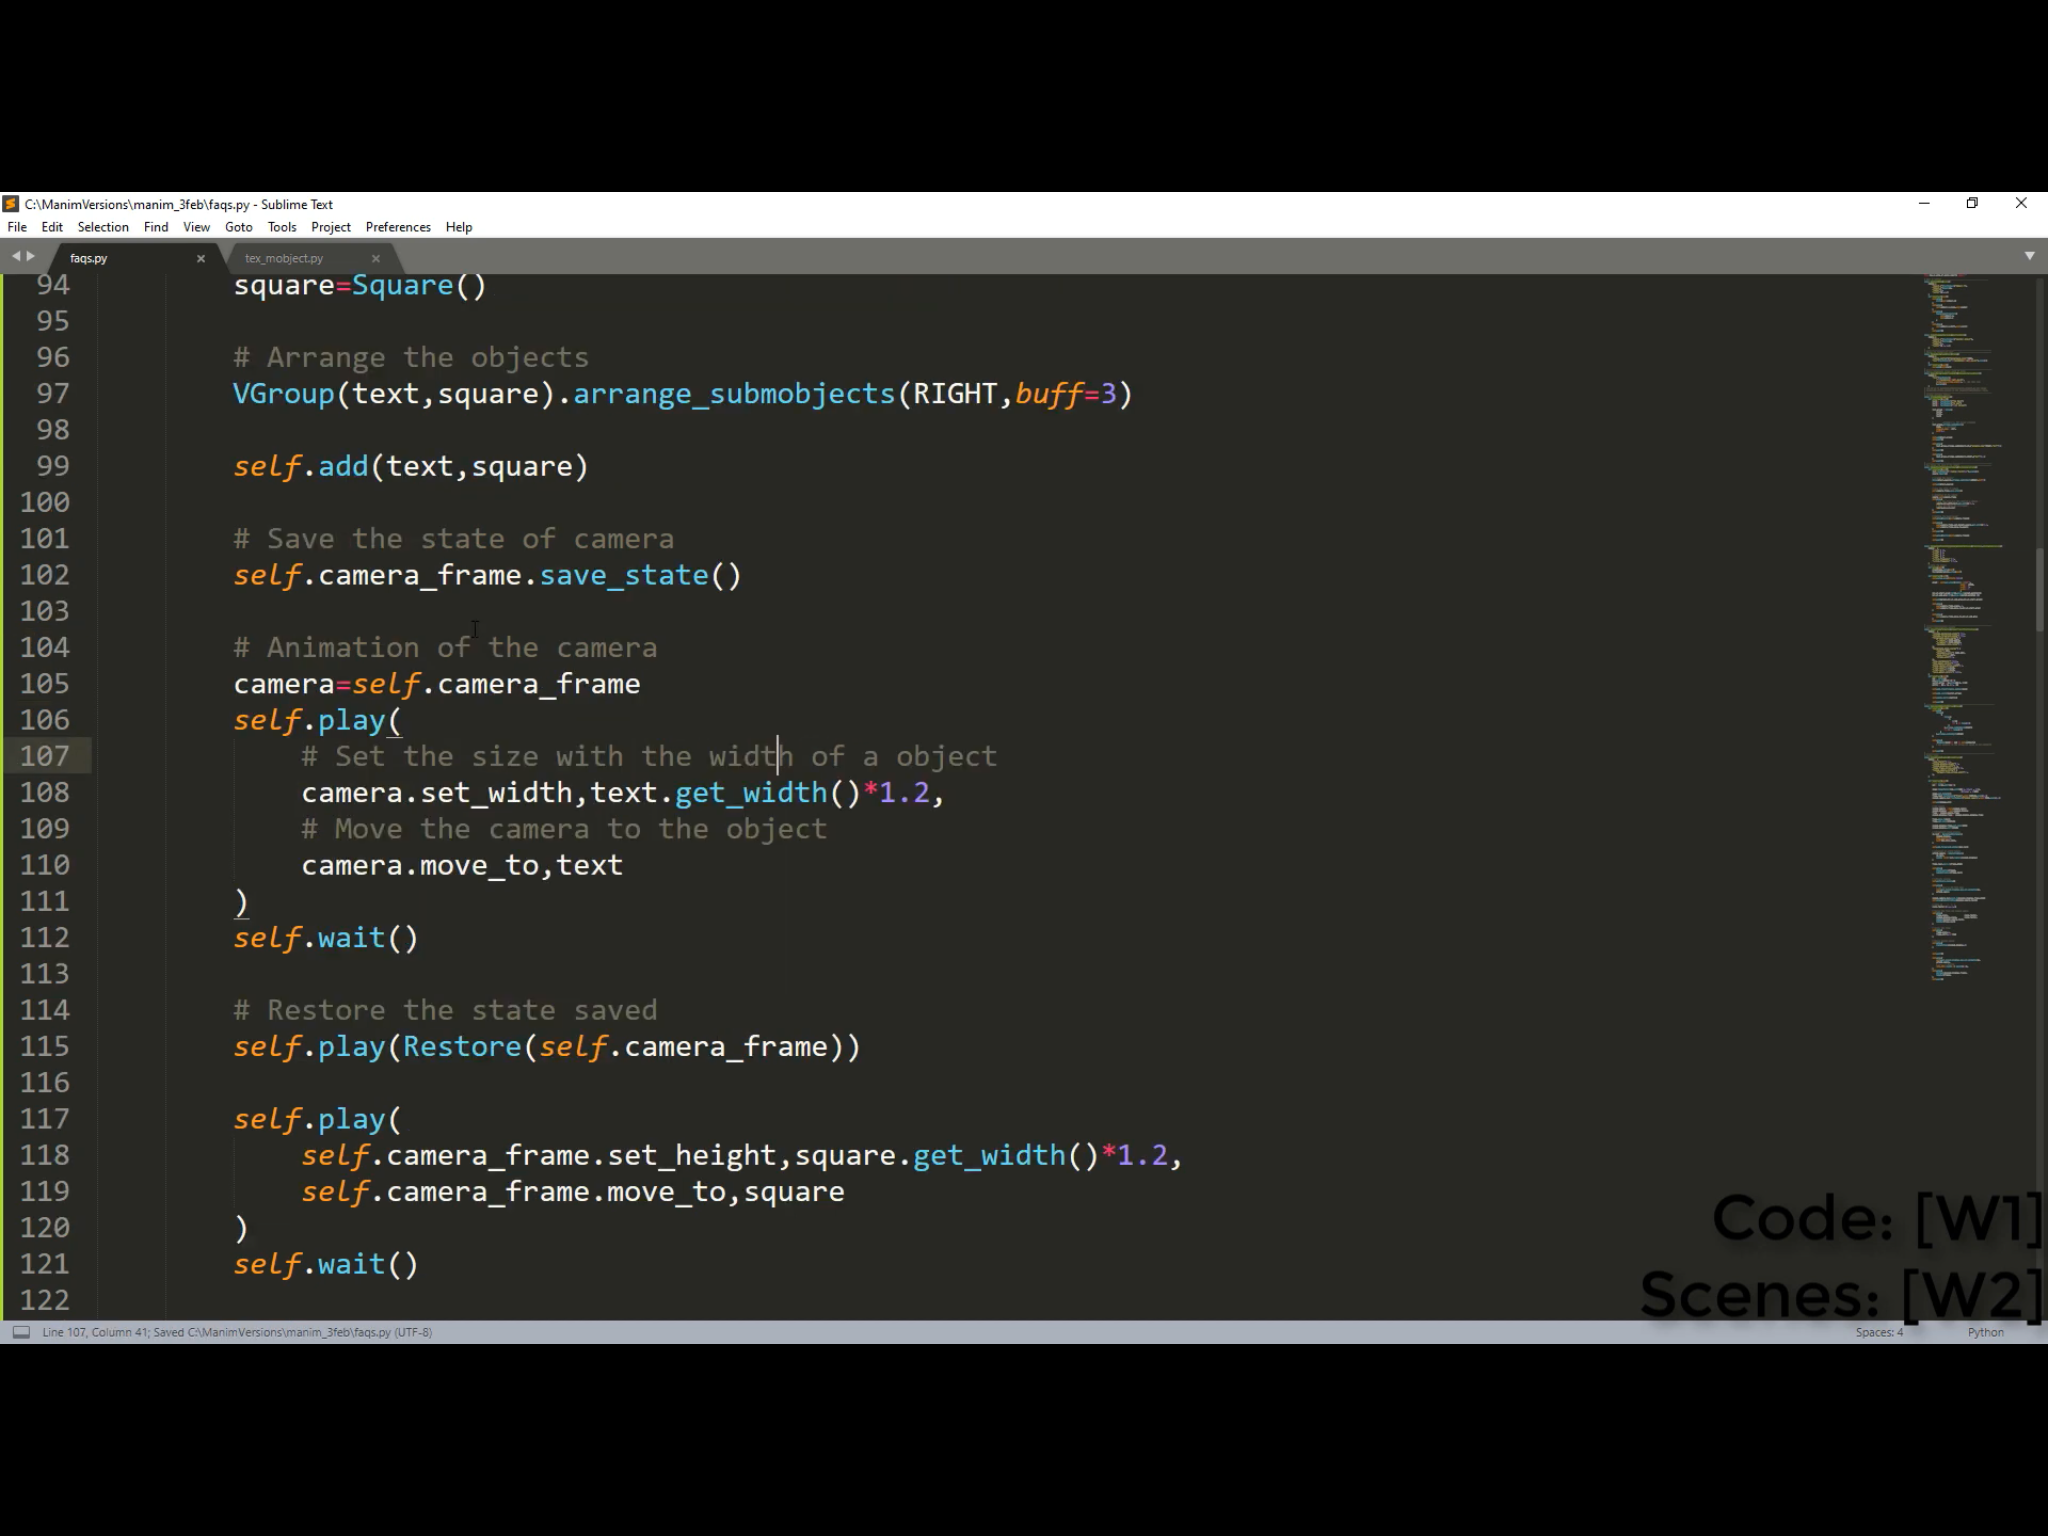 C:\ManimVersions\manim_3feb\faqs.py - Sublime Text
File Edit Selection Find View Goto Tools Project Preferences Help
faqs.py tex_mobject.py
94 square=Square()
95
96 # Arrange the objects
97 VGroup(text,square).arrange_submobjects(RIGHT,buff=3)
98
99 self.add(text,square)
100
101 # Save the state of camera
102 self.camera_frame.save_state()
103
104 # Animation of the camera
105 camera=self.camera_frame
106 self.play(
107 # Set the size with the width of a object
108 camera.set_width,text.get_width()*1.2,
109 # Move the camera to the object
110 camera.move_to,text
111 )
112 self.wait()
113
114 # Restore the state saved
115 self.play(Restore(self.camera_frame))
116
117 self.play(
118 self.camera_frame.set_height,square.get_width()*1.2,
119 self.camera_frame.move_to,square
120 )
121 self.wait()
122
Code: [W1]
Scenes: [W2]
Line 107, Column 41; Saved C:\ManimVersions\manim_3feb\faqs.py (UTF-8) Spaces: 4 Python